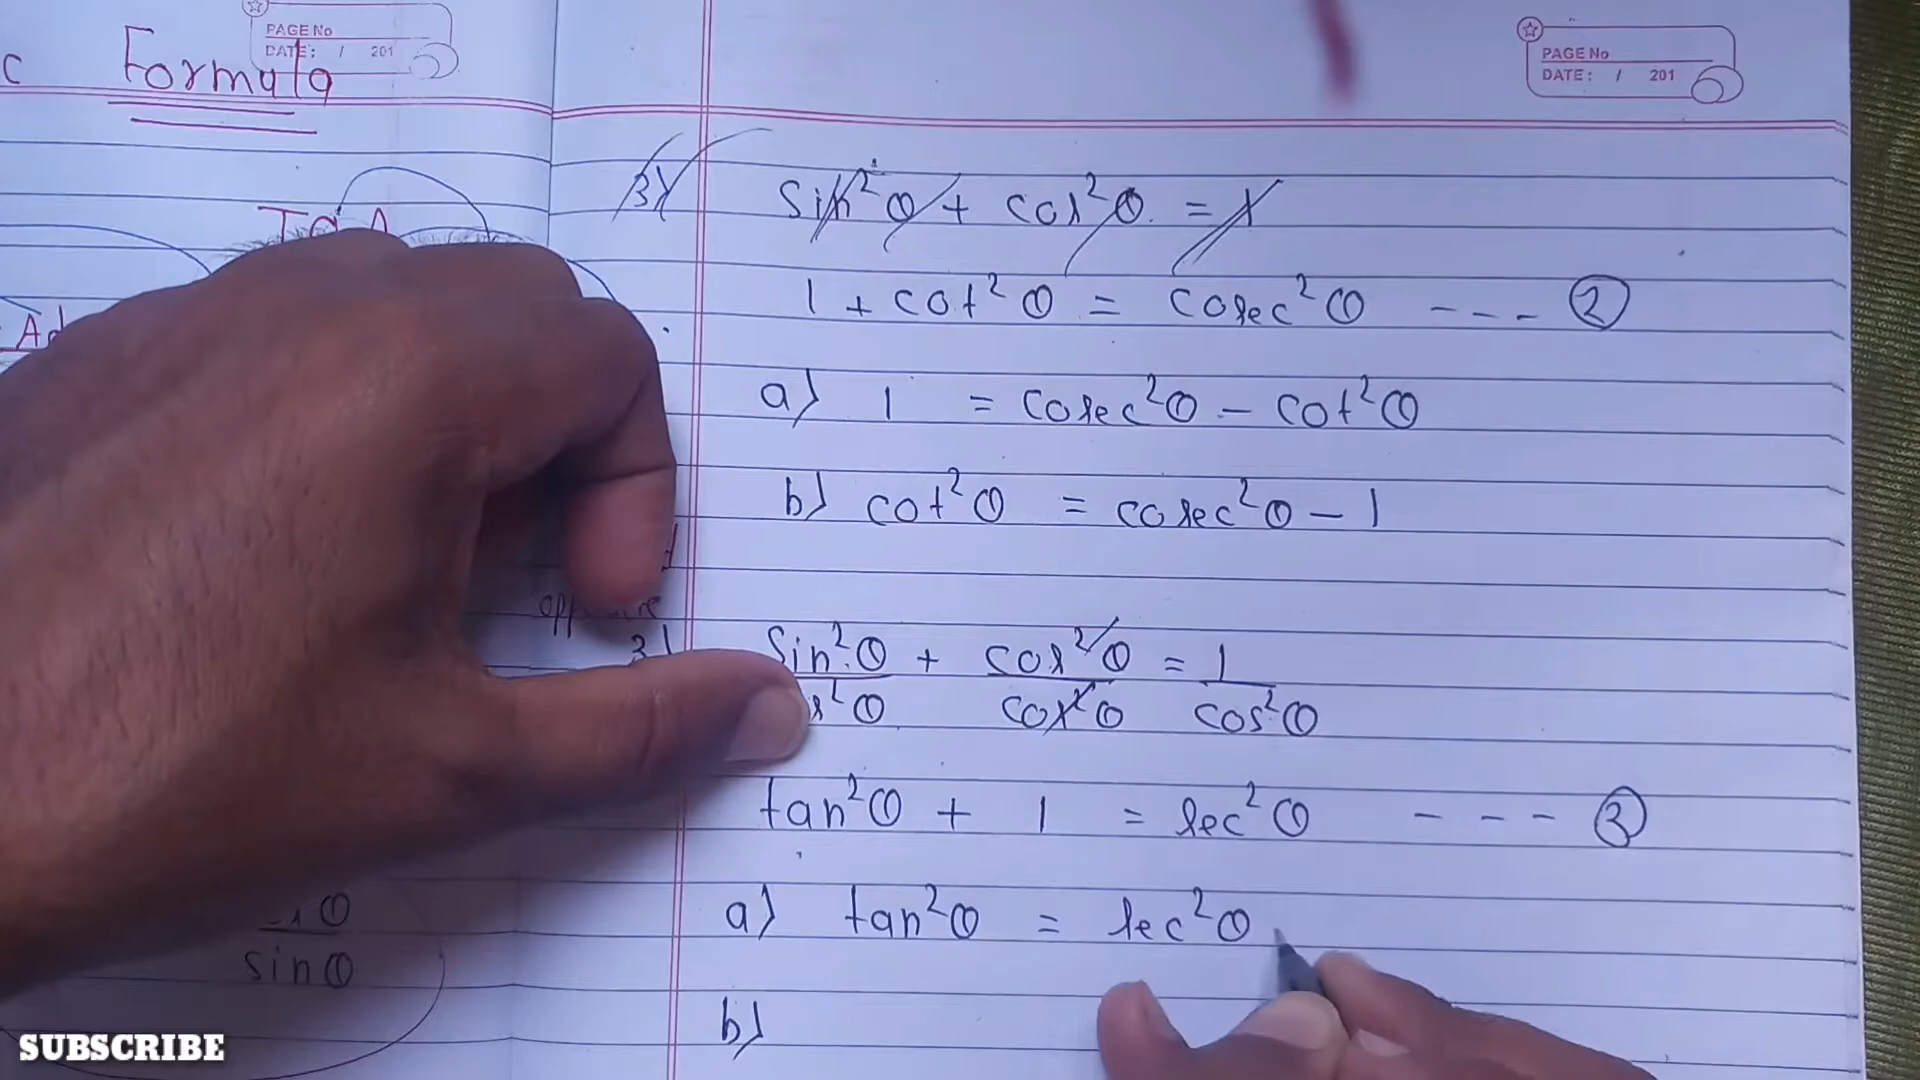 PAGE No
DATE: / 201
c Formula
PAGE No
DATE: / 201
3) sin²θ + cos²θ = 1
1 + cot²θ = cosec²θ --- ②
a) 1 = cosec²θ - cot²θ
b) cot²θ = cosec²θ - 1
3) sin²θ + cos²θ = 1
s²θ cos²θ cos²θ
tan²θ + 1 = sec²θ --- ③
a) tan²θ = sec²θ
b)
θ
sinθ
SUBSCRIBE